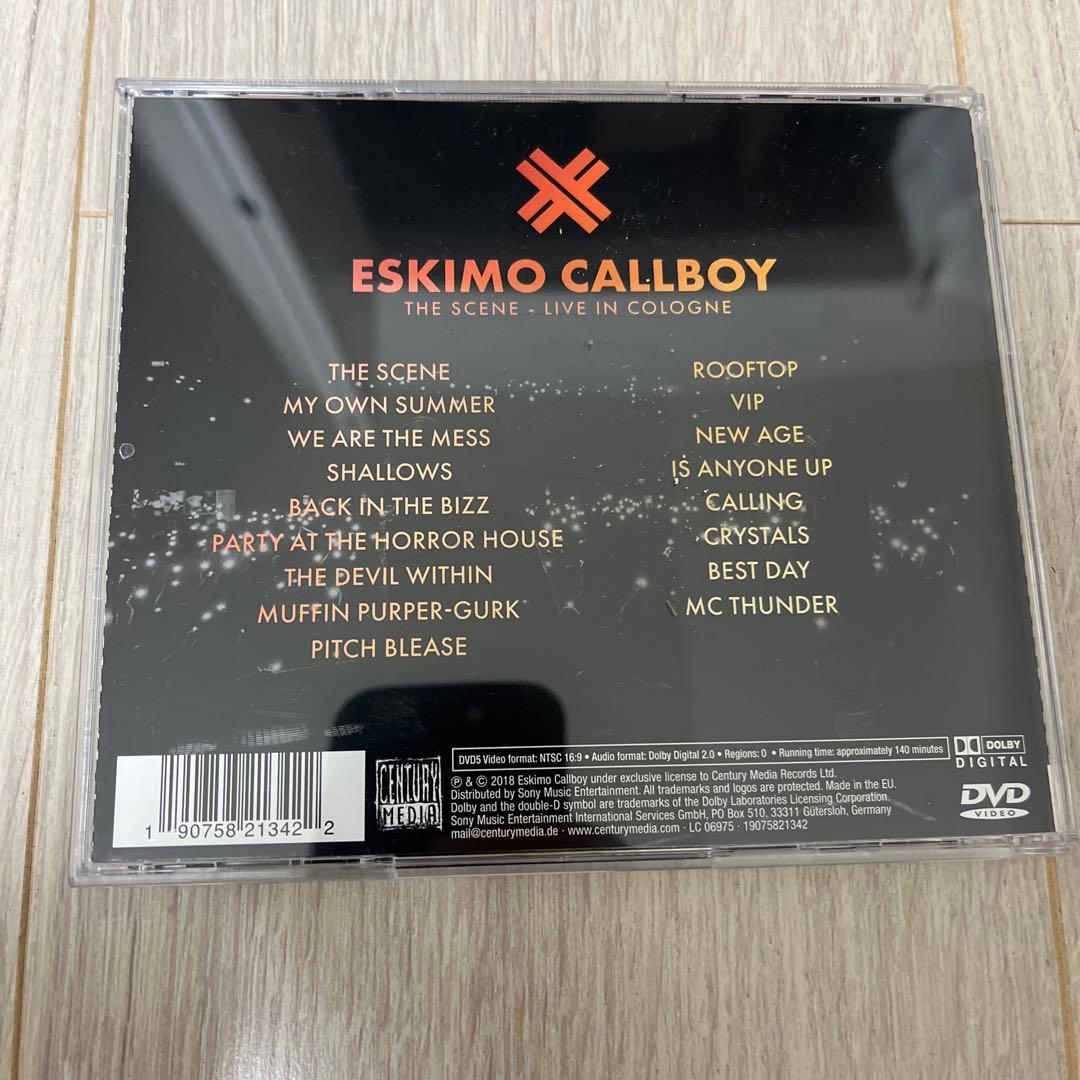 ESKIMO CALLBOY
THE SCENE - LIVE IN COLOGNE
THE SCENE
MY OWN SUMMER
WE ARE THE MESS
SHALLOWS
BACK IN THE BIZZ
PARTY AT THE HORROR HOUSE
THE DEVIL WITHIN
MUFFIN PURPER-GURK
PITCH BLEASE
ROOFTOP
VIP
NEW AGE
IS ANYONE UP
CALLING
CRYSTALS
BEST DAY
MC THUNDER
1 90758 21342 2
CENTURY
MEDIA
DVD5 Video format: NTSC 16:9 • Audio format: Dolby Digital 2.0 • Regions: 0 • Running time: approximately 140 minutes
℗ & © 2018 Eskimo Callboy under exclusive license to Century Media Records Ltd.
Distributed by Sony Music Entertainment. All trademarks and logos are protected. Made in the EU.
Dolby and the double-D symbol are trademarks of the Dolby Laboratories Licensing Corporation.
Sony Music Entertainment International Services GmbH, PO Box 510, 33311 Gütersloh, Germany
mail@centurymedia.de · www.centurymedia.com · LC 06975 · 19075821342
DOLBY
DIGITAL
DVD
VIDEO